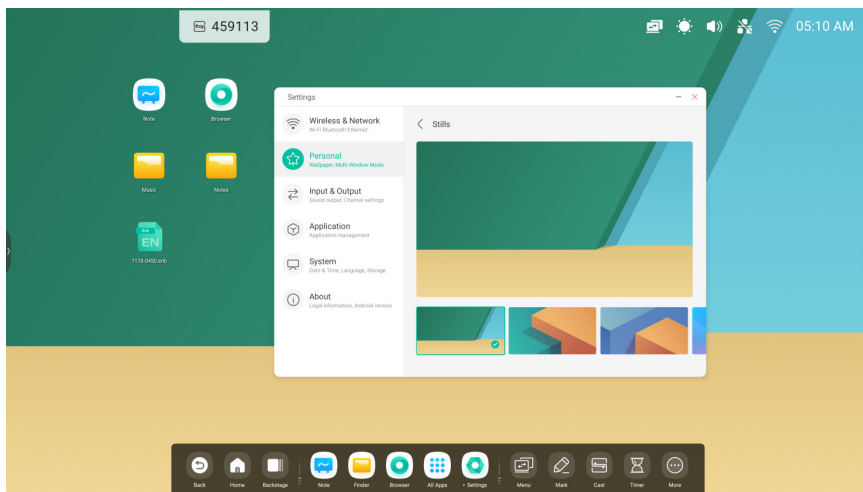 459113
05:10 AM
Note
Browser
Music
Notes
EN
1118-0450.enb
Settings
Wireless & Network
Wi-Fi Bluetooth Ethernet
Personal
Wallpaper, Multi-Window Mode
Input & Output
Sound output, Channel settings
Application
Application management
System
Date & Time, Language, Storage
About
Legal information, Android version
Stills
Back
Home
Backstage
Note
Finder
Browser
All Apps
• Settings
Menu
Mark
Cast
Timer
More